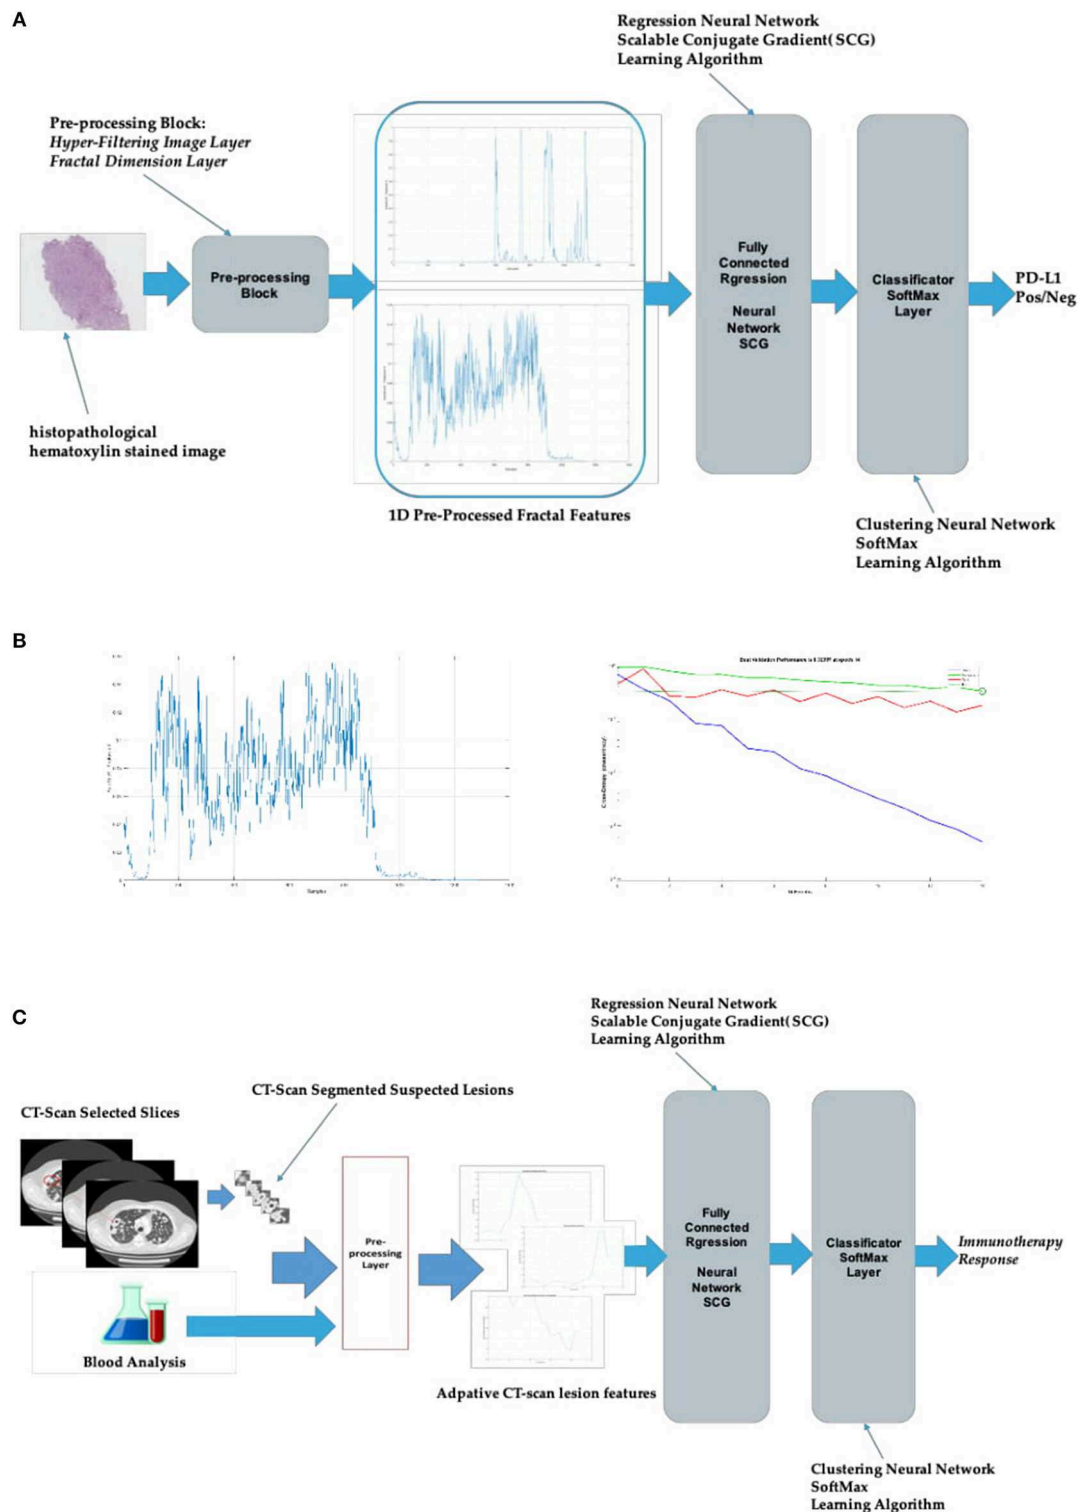 A
Regression Neural Network
Scalable Conjugate Gradient(SCG)
Learning Algorithm
Pre-processing Block:
Hyper-Filtering Image Layer
Fractal Dimension Layer
Pre-processing
Block
Fully
Connected
Rgression
Neural
Network
SCG
Classificator
SoftMax
Layer
PD-L1
Pos/Neg
histopathological
hematoxylin stained image
1D Pre-Processed Fractal Features
Clustering Neural Network
SoftMax
Learning Algorithm
B
Samples
C
Regression Neural Network
Scalable Conjugate Gradient(SCG)
Learning Algorithm
CT-Scan Segmented Suspected Lesions
CT-Scan Selected Slices
Pre-
processing
Layer
Fully
Connected
Rgression
Neural
Network
SCG
Classificator
SoftMax
Layer
Immunotherapy
Response
Blood Analysis
Adpative CT-scan lesion features
Clustering Neural Network
SoftMax
Learning Algorithm